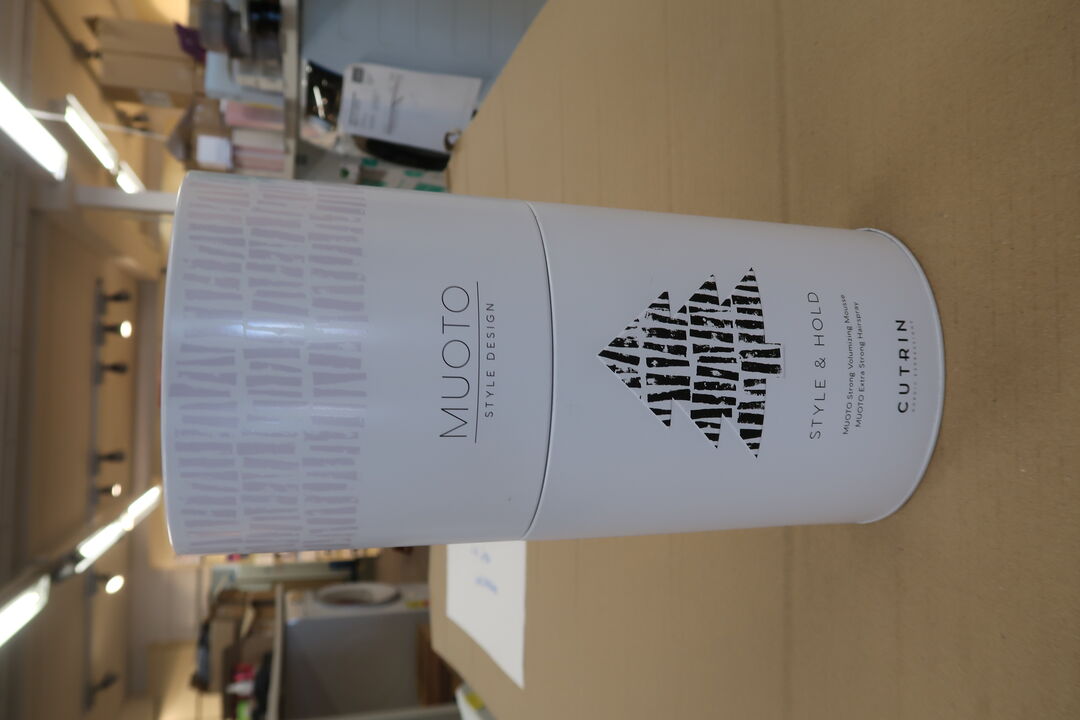 MUOTO
STYLE DESIGN
STYLE & HOLD
MUOTO Strong Volumizing Mousse
MUOTO Extra Strong Hairspray
CUTRIN